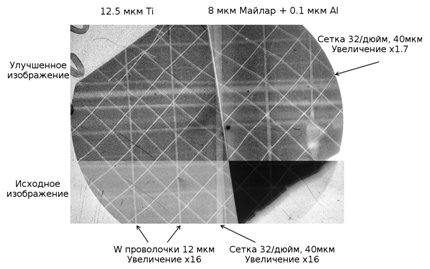 12.5 мкм Ti
8 мкм Майлар + 0.1 мкм Al
Сетка 32/дюйм, 40мкм
Увеличение x1.7
Улучшенное
изображение
Исходное
изображение
W проволочки 12 мкм
Увеличение x16
Сетка 32/дюйм, 40мкм
Увеличение x16